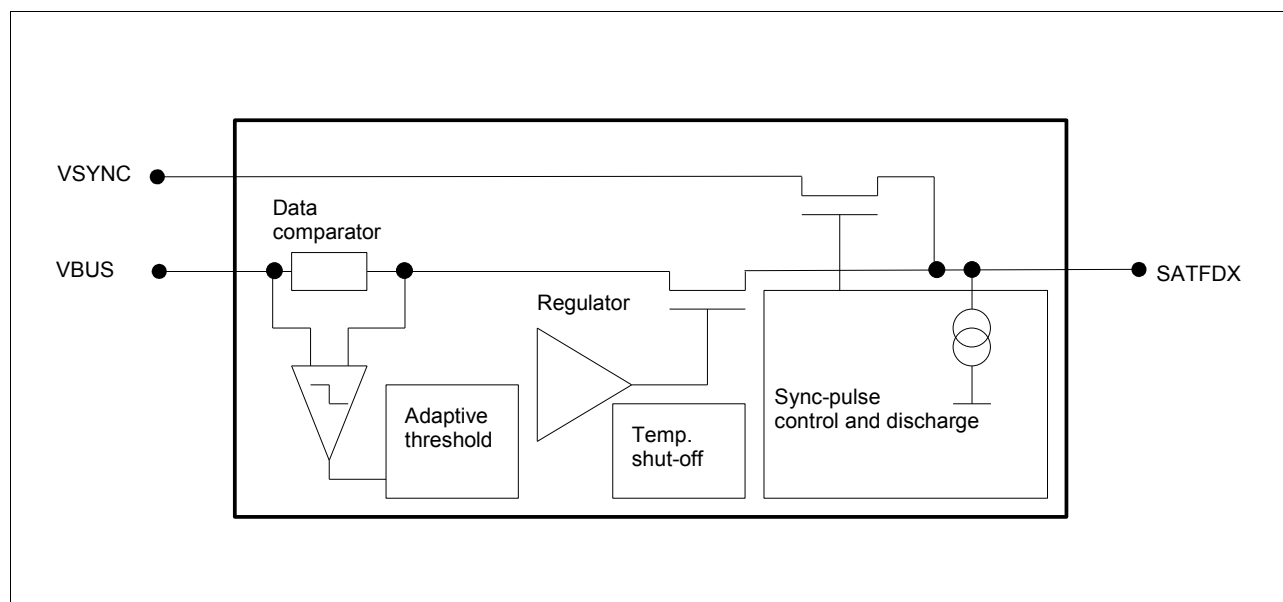 VSYNC
Data
comparator
VBUS
SATFDX
Regulator
Adaptive
threshold
Temp.
shut-off
Sync-pulse
control and discharge